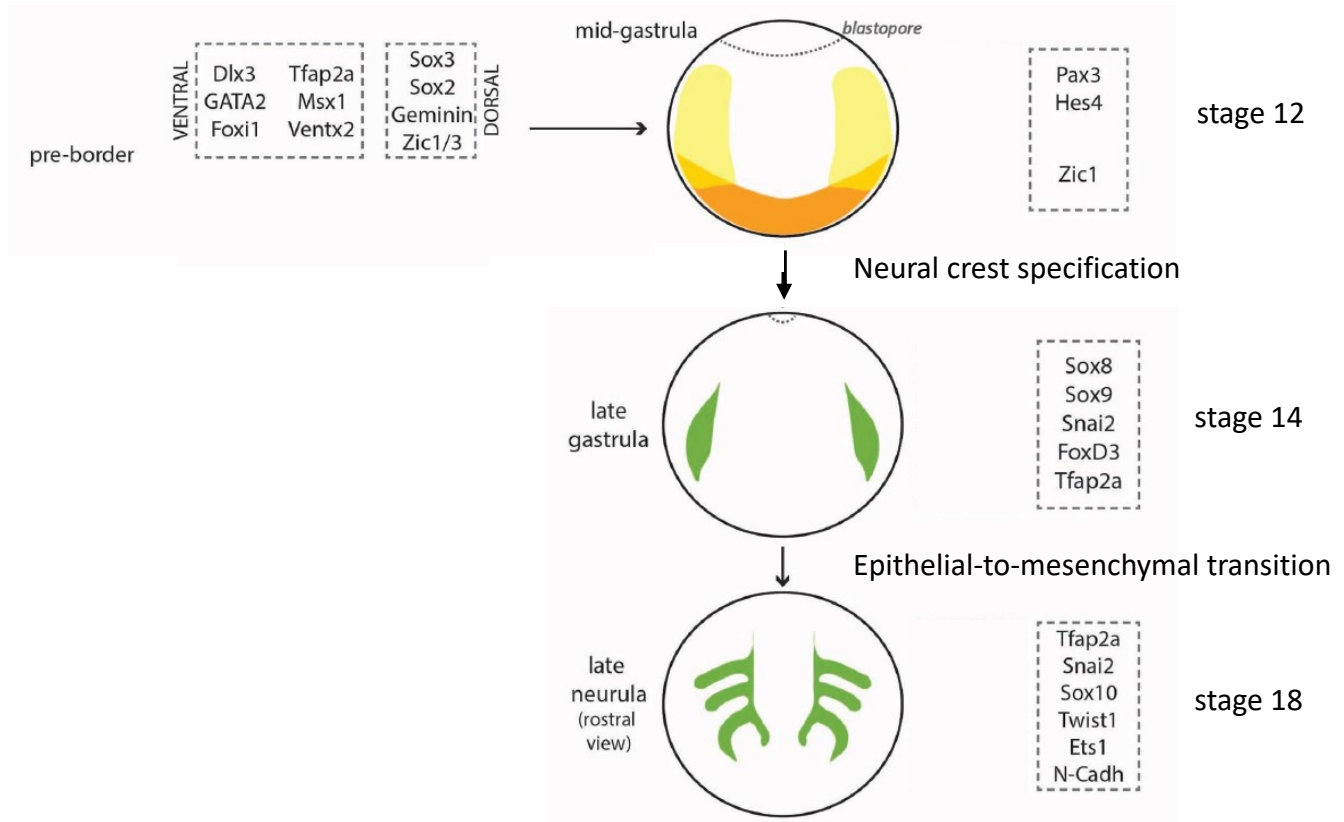 mid-gastrula
blastopore
pre-border
VENTRAL
Dlx3 Tfap2a
GATA2 Msx1
Foxi1 Ventx2
Sox3
Sox2
Geminin
Zic1/3
DORSAL
Pax3
Hes4
Zic1
stage 12
Neural crest specification
late
gastrula
Sox8
Sox9
Snai2
FoxD3
Tfap2a
stage 14
Epithelial-to-mesenchymal transition
late
neurula
(rostral
view)
Tfap2a
Snai2
Sox10
Twist1
Ets1
N-Cadh
stage 18